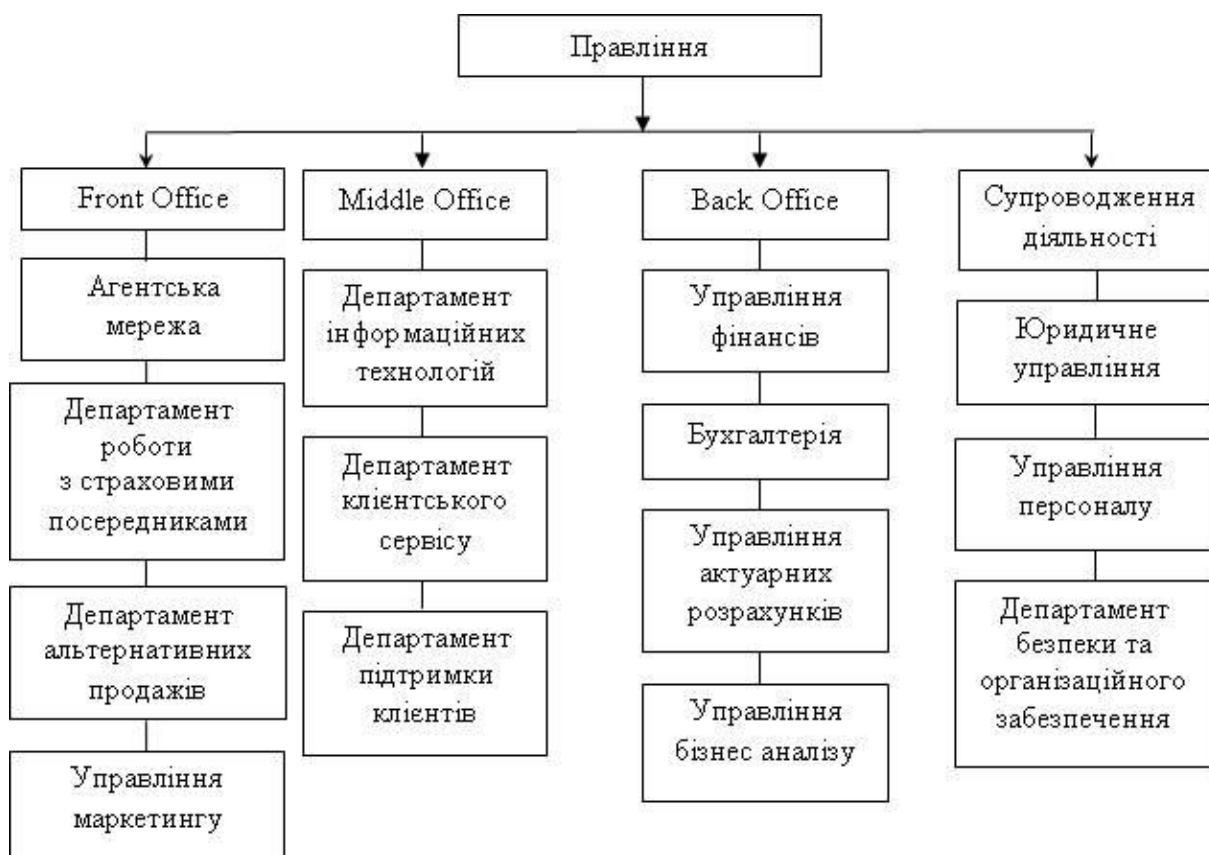 Правління
Front Office
Агентська
мережа
Департамент
роботи
з страховими
посередниками
Департамент
альтернативних
продажів
Управління
маркетингу
Middle Office
Департамент
інформаційних
технологій
Департамент
клієнтського
сервісу
Департамент
підтримки
клієнтів
Back Office
Управління
фінансів
Бухгалтерія
Управління
актуарних
розрахунків
Управління
бізнес аналізу
Супроводження
діяльності
Юридичне
управління
Управління
персоналу
Департамент
безпеки та
організаційного
забезпечення